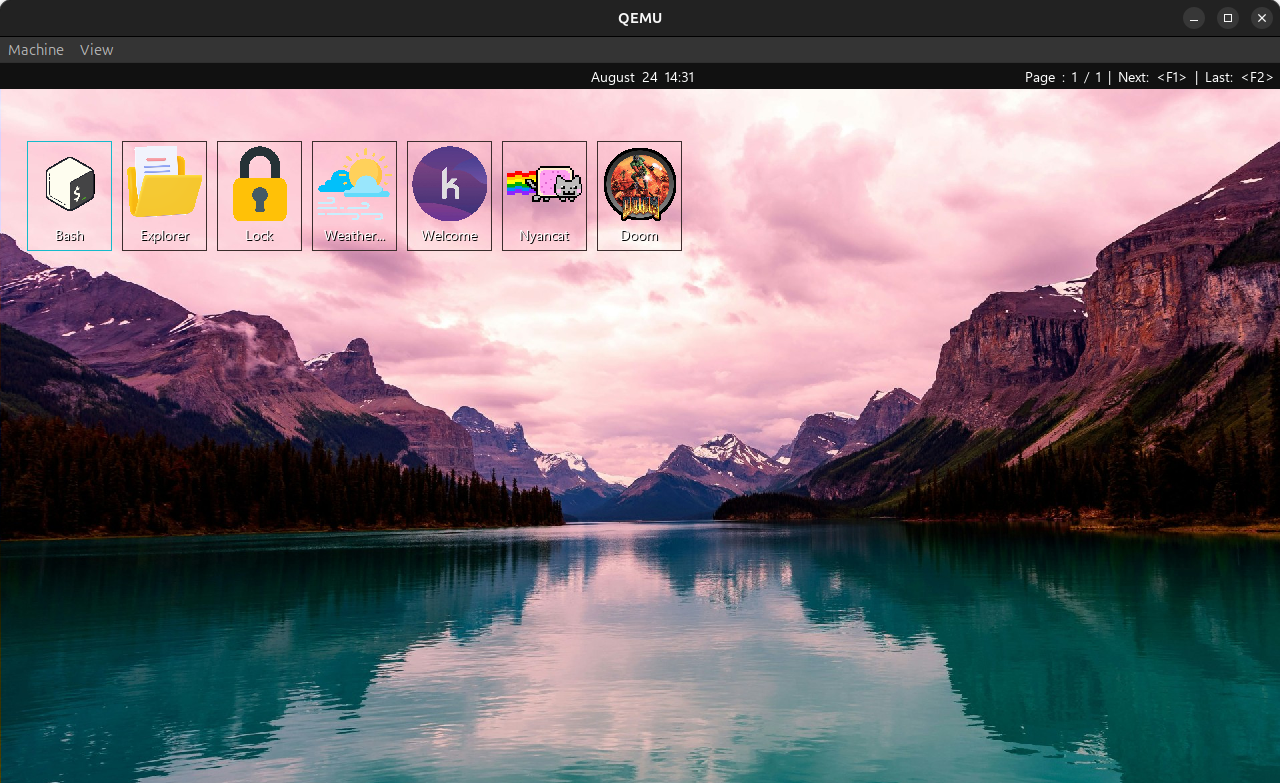 QEMU
Machine View
August 24 14:31
Page : 1 / 1 | Next: <F1> | Last: <F2>
Bash
Explorer
Lock
Weather...
Welcome
Nyancat
Doom